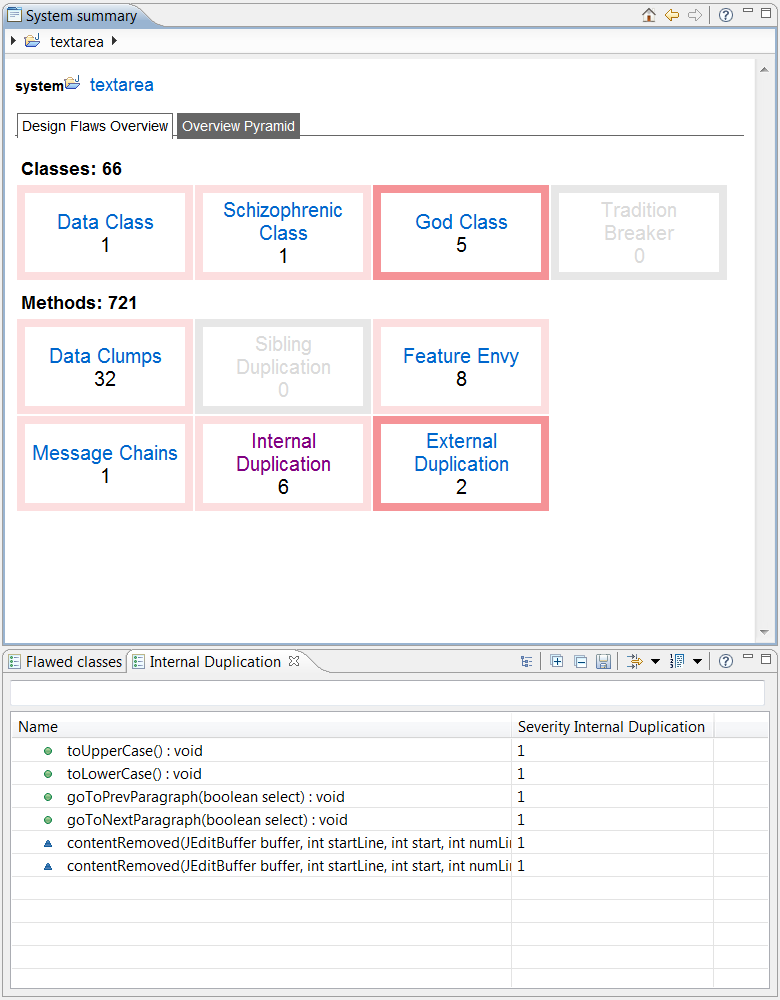 System summary
textarea
system textarea
Design Flaws Overview Overview Pyramid
Classes: 66
Data Class
1
Schizophrenic
Class
1
God Class
5
Tradition
Breaker
0
Methods: 721
Data Clumps
32
Sibling
Duplication
0
Feature Envy
8
Message Chains
1
Internal
Duplication
6
External
Duplication
2
Flawed classes Internal Duplication
Name Severity Internal Duplication
toUpperCase() : void 1
toLowerCase() : void 1
goToPrevParagraph(boolean select) : void 1
goToNextParagraph(boolean select) : void 1
contentRemoved(JEditBuffer buffer, int startLine, int start, int numLi 1
contentRemoved(JEditBuffer buffer, int startLine, int start, int numLi 1